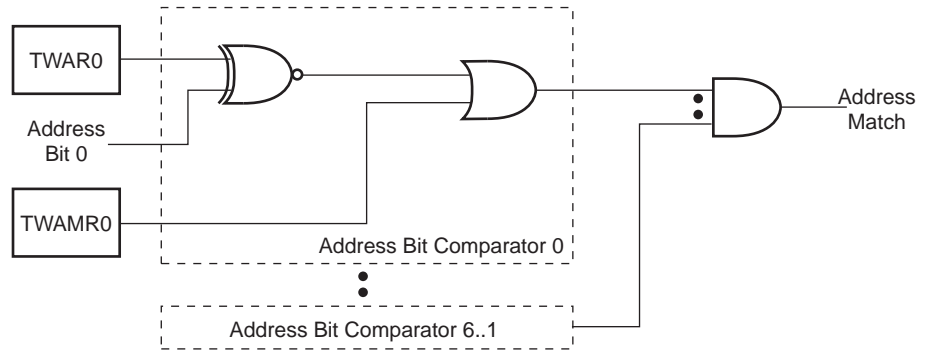 TWAR0
Address
Bit 0
TWAMR0
Address Bit Comparator 0
Address Bit Comparator 6..1
Address
Match